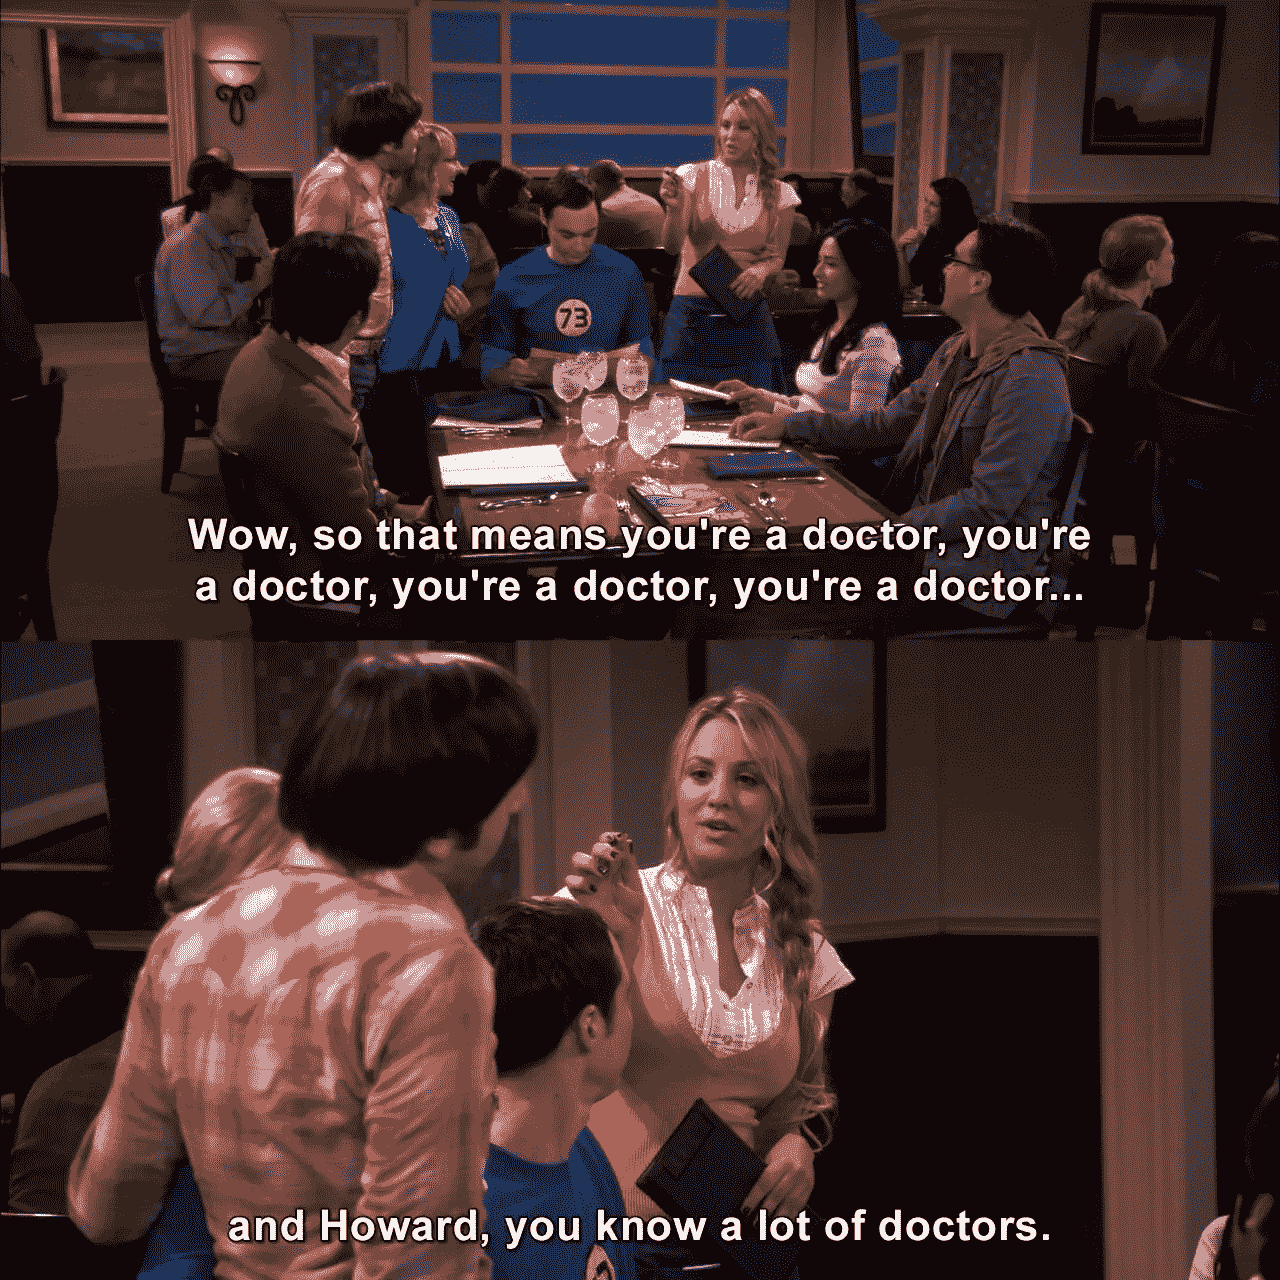 73
Wow, so that means you're a doctor, you're
a doctor, you're a doctor, you're a doctor...
and Howard, you know a lot of doctors.